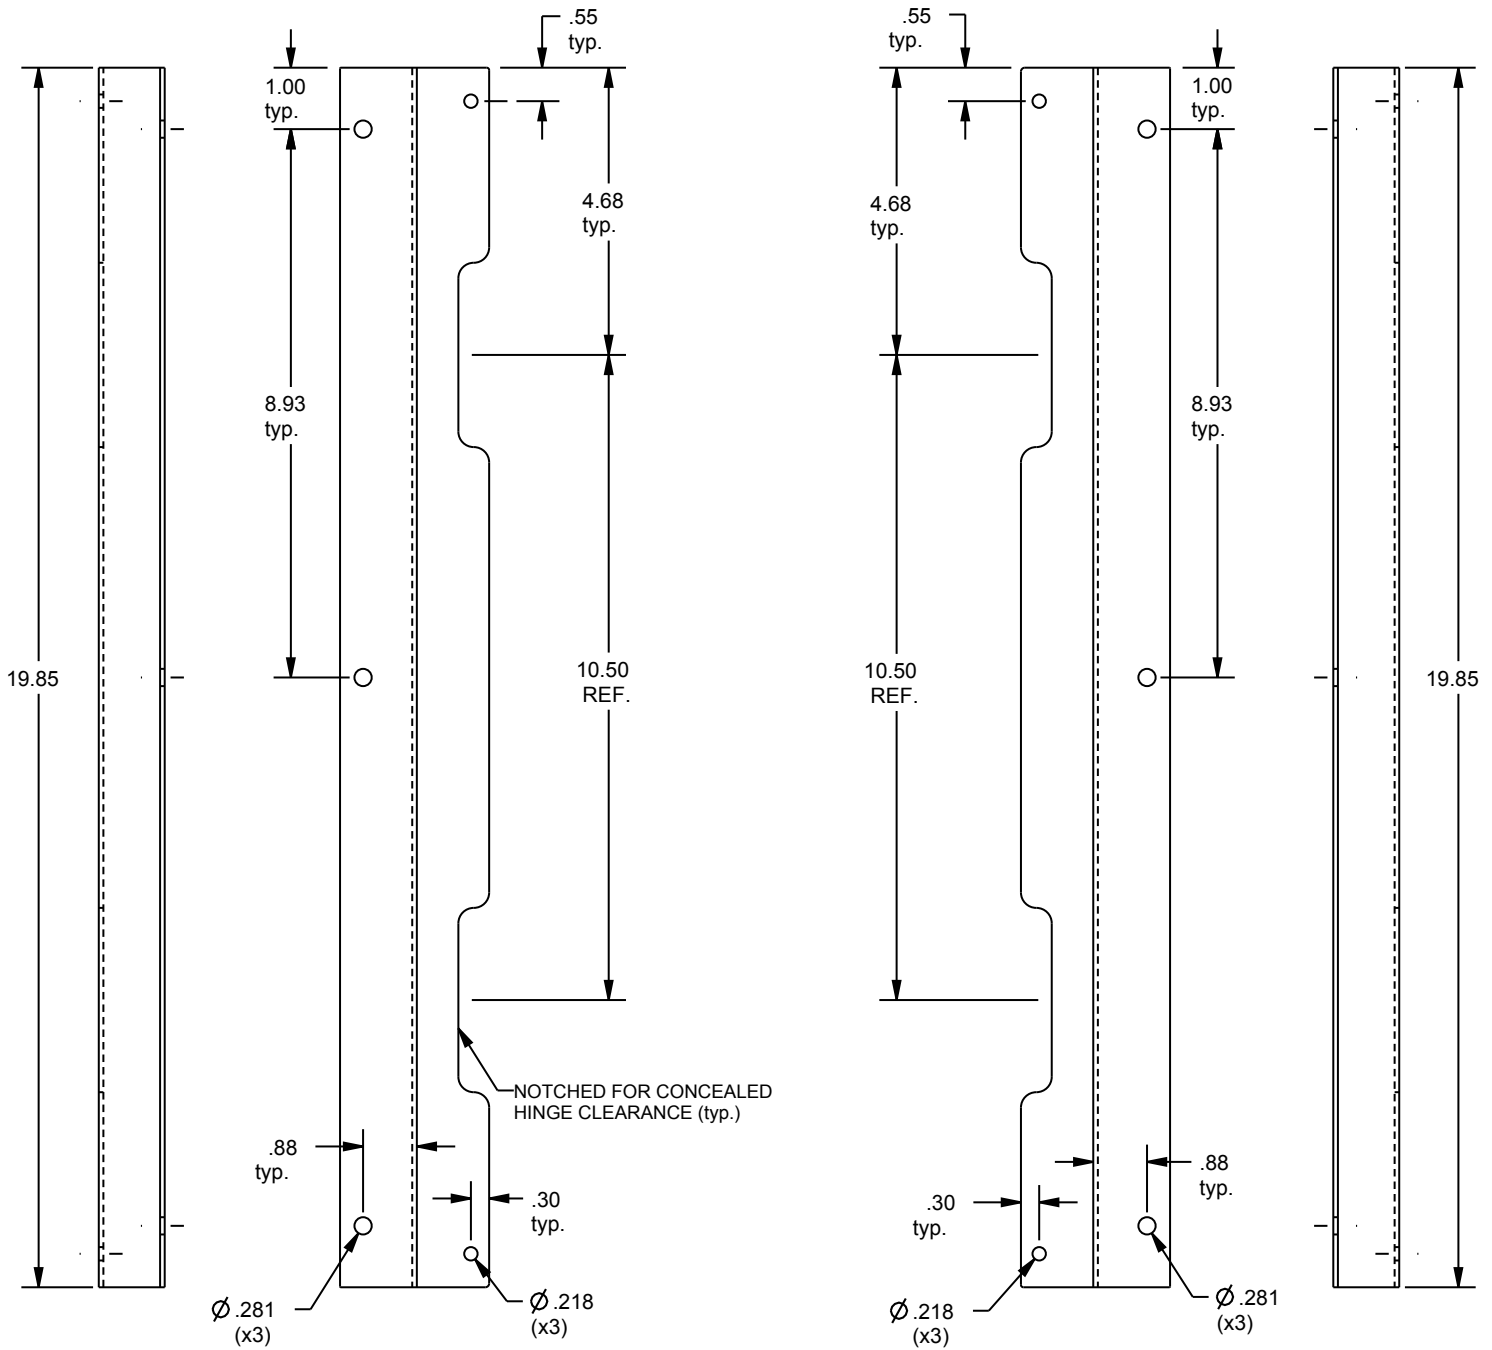 .55
typ.
.55
typ.
1.00
typ.
1.00
typ.
4.68
typ.
4.68
typ.
8.93
typ.
8.93
typ.
19.85
10.50
REF.
10.50
REF.
19.85
NOTCHED FOR CONCEALED
HINGE CLEARANCE (typ.)
.88
typ.
.30
typ.
.30
typ.
.88
typ.
Ø .281
(x3)
Ø .218
(x3)
Ø .218
(x3)
Ø .281
(x3)